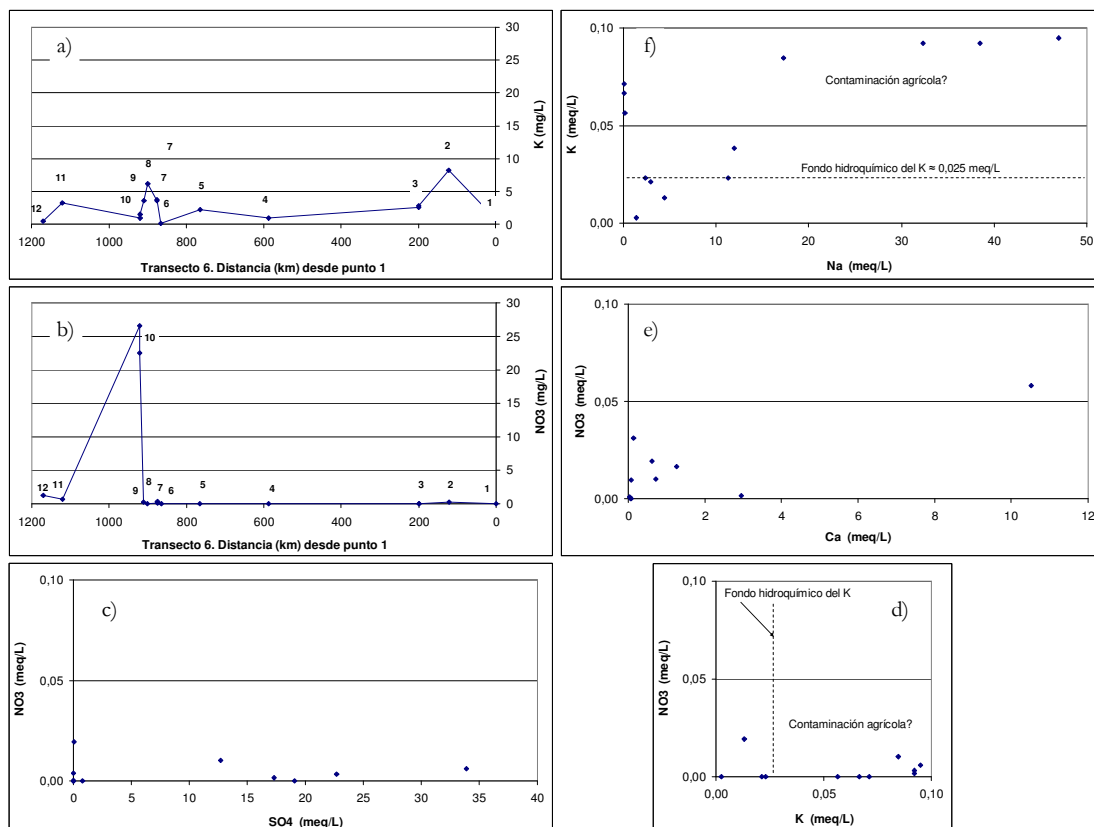 a)
30
25
20
15
10
5
0
K (mg/L)
7
2
8
9
7
11
3
5
10
6
4
1
12
1200 1000 800 600 400 200 0
Transecto 6. Distancia (km) desde punto 1
f)
0,10
0,05
0,00
K (meq/L)
Contaminación agrícola?
Fondo hidroquímico del K ≈ 0,025 meq/L
0 10 20 30 40 50
Na (meq/L)
b)
30
25
20
15
10
5
0
NO3 (mg/L)
10
12 11 9 8 7 6 5 4 3 2 1
1200 1000 800 600 400 200 0
Transecto 6. Distancia (km) desde punto 1
e)
0,10
0,05
0,00
NO3 (meq/L)
0 2 4 6 8 10 12
Ca (meq/L)
c)
0,10
0,05
0,00
NO3 (meq/L)
0 5 10 15 20 25 30 35 40
SO4 (meq/L)
d)
Fondo hidroquímico del K
0,10
0,05
0,00
NO3 (meq/L)
Contaminación agrícola?
0,00 0,05 0,10
K (meq/L)